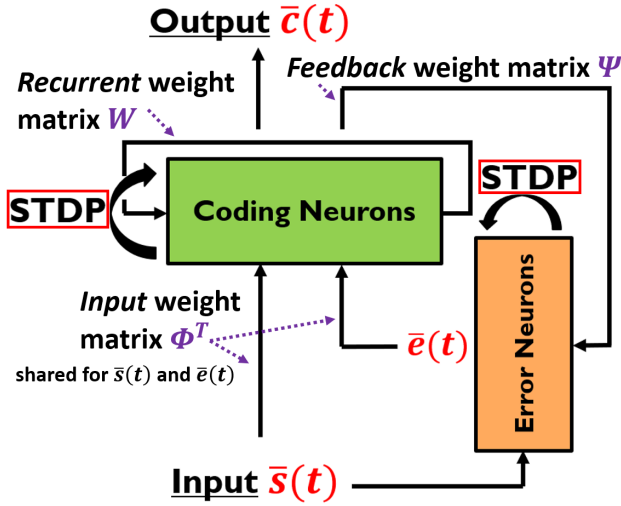 Output c̄(t)
Recurrent weight
matrix W
Feedback weight matrix Ψ
STDP
Coding Neurons
STDP
Input weight
matrix Φᵀ
shared for s̄(t) and ē(t)
ē(t)
Error Neurons
Input s̄(t)